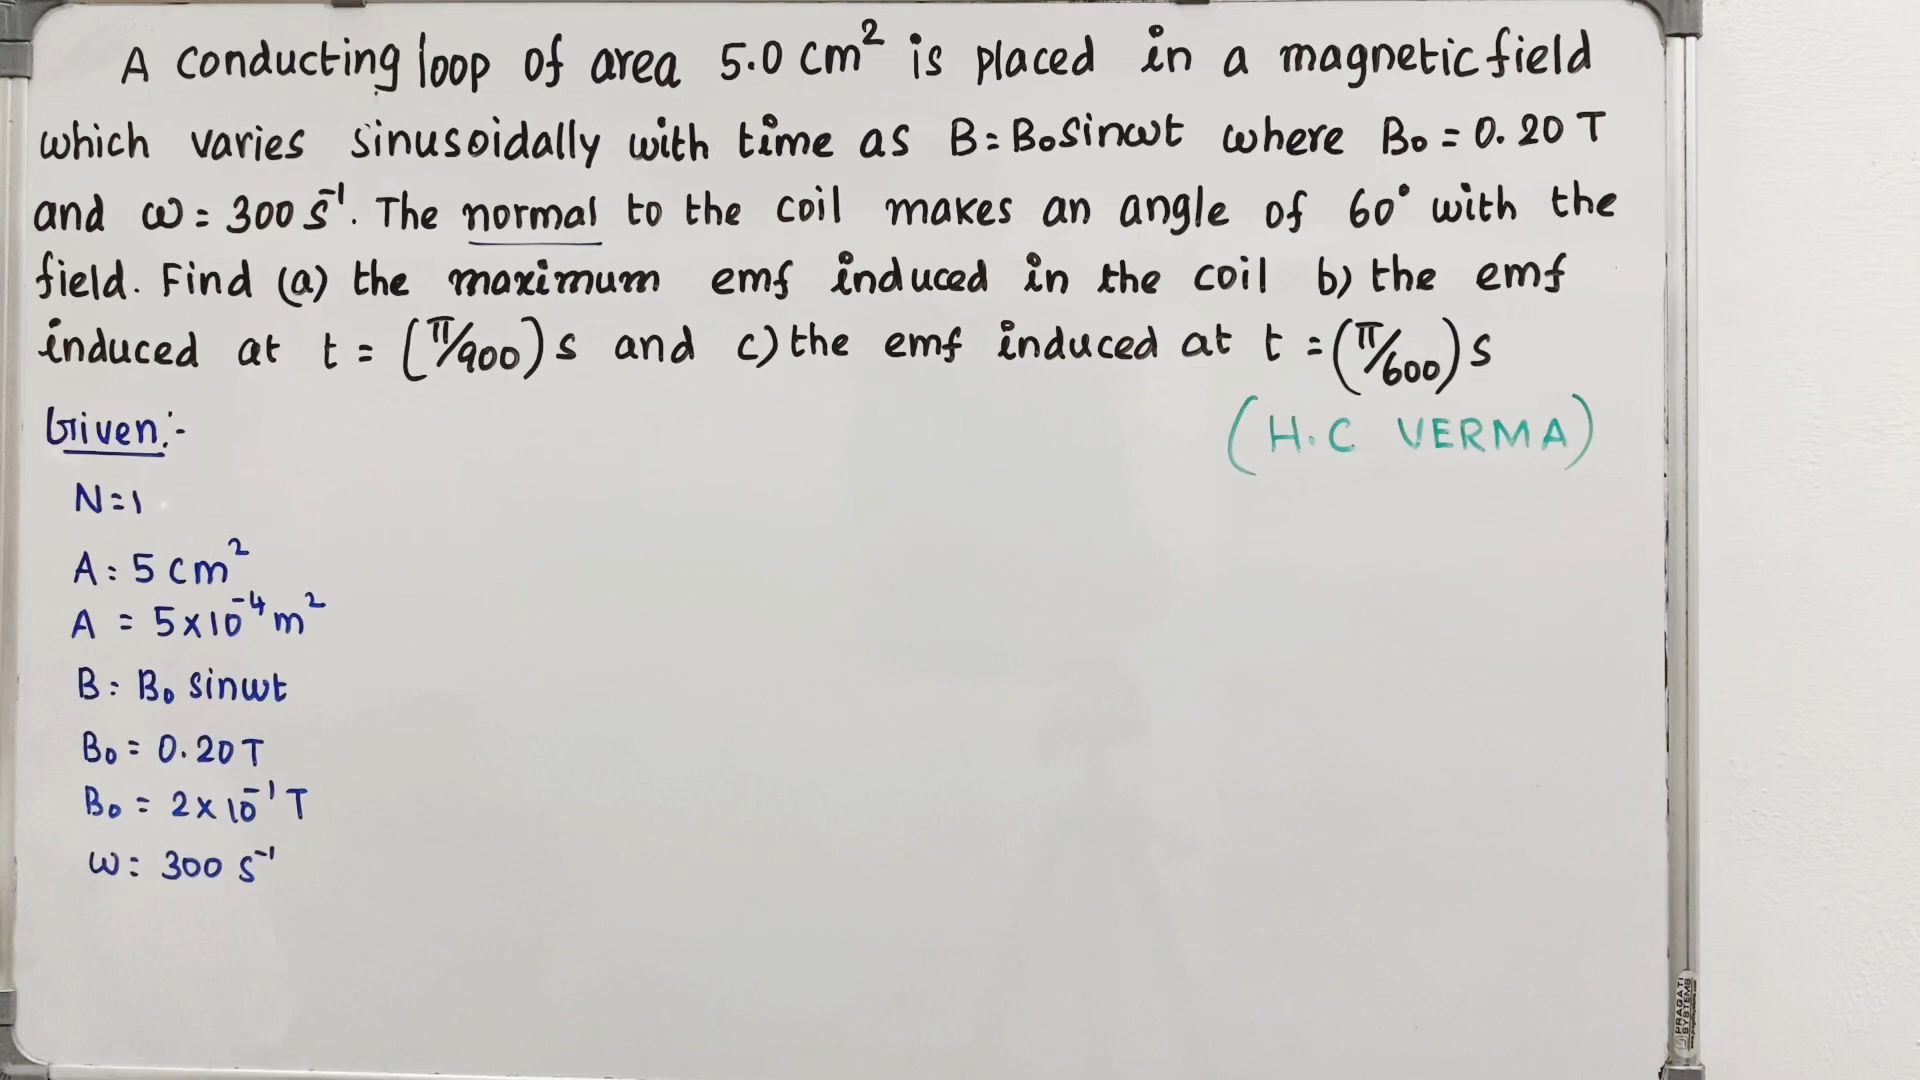 A conducting loop of area 5.0 cm² is placed in a magnetic field
which varies sinusoidally with time as B = B₀sinωt where B₀ = 0.20 T
and ω = 300 s⁻¹. The normal to the coil makes an angle of 60° with the
field. Find (a) the maximum emf induced in the coil b) the emf
induced at t = (π/900) s and c) the emf induced at t = (π/600) s
(H.C VERMA)
Given:-
N = 1
A = 5 cm²
A = 5×10⁻⁴ m²
B = B₀ sinωt
B₀ = 0.20 T
B₀ = 2×10⁻¹ T
ω = 300 s⁻¹
PRAGATI
SYSTEMS